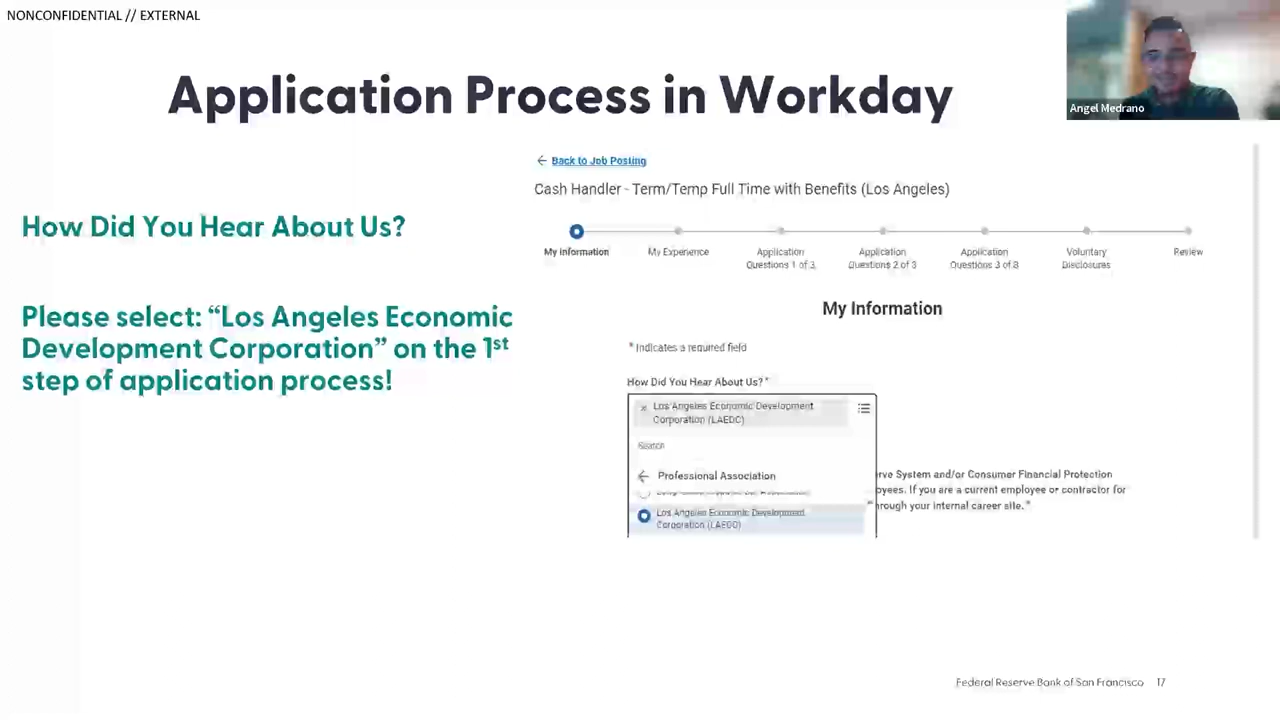 NONCONFIDENTIAL // EXTERNAL
Application Process in Workday
Angel Medrano
How Did You Hear About Us?
Please select: “Los Angeles Economic
Development Corporation” on the 1st
step of application process!
Back to Job Posting
Cash Handler - Term/Temp Full Time with Benefits (Los Angeles)
My Information
My Experience
Application
Questions 1 of 3
Application
Questions 2 of 3
Application
Questions 3 of 3
Voluntary
Disclosures
Review
My Information
* Indicates a required field
How Did You Hear About Us? *
× Los Angeles Economic Development
Corporation (LAEDC)
Search
Professional Association
Los Angeles Economic Development
Corporation (LAEDC)
rve System and/or Consumer Financial Protection
oyees. If you are a current employee or contractor for
hrough your internal career site. *
Federal Reserve Bank of San Francisco 17